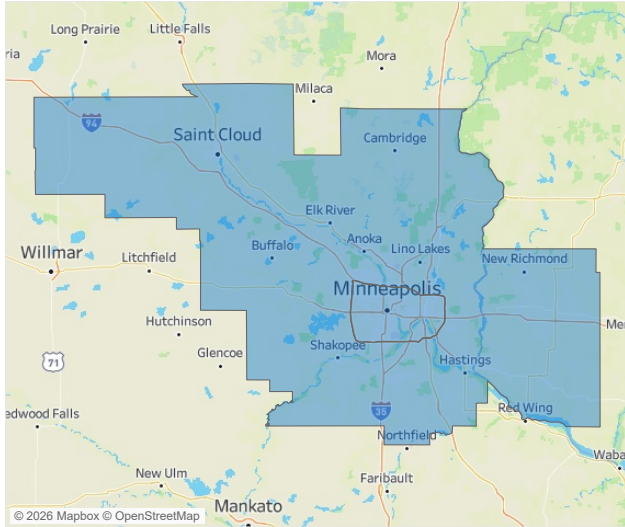 Long Prairie
Little Falls
ria
Mora
Milaca
94
Saint Cloud
Cambridge
Elk River
Anoka
Buffalo
Lino Lakes
Willmar
Litchfield
New Richmond
Minneapolis
Hutchinson
Men
Shakopee
Glencoe
71
Hastings
35
Red Wing
edwood Falls
Northfield
Waba
New Ulm
Faribault
Mankato
© 2026 Mapbox © OpenStreetMap